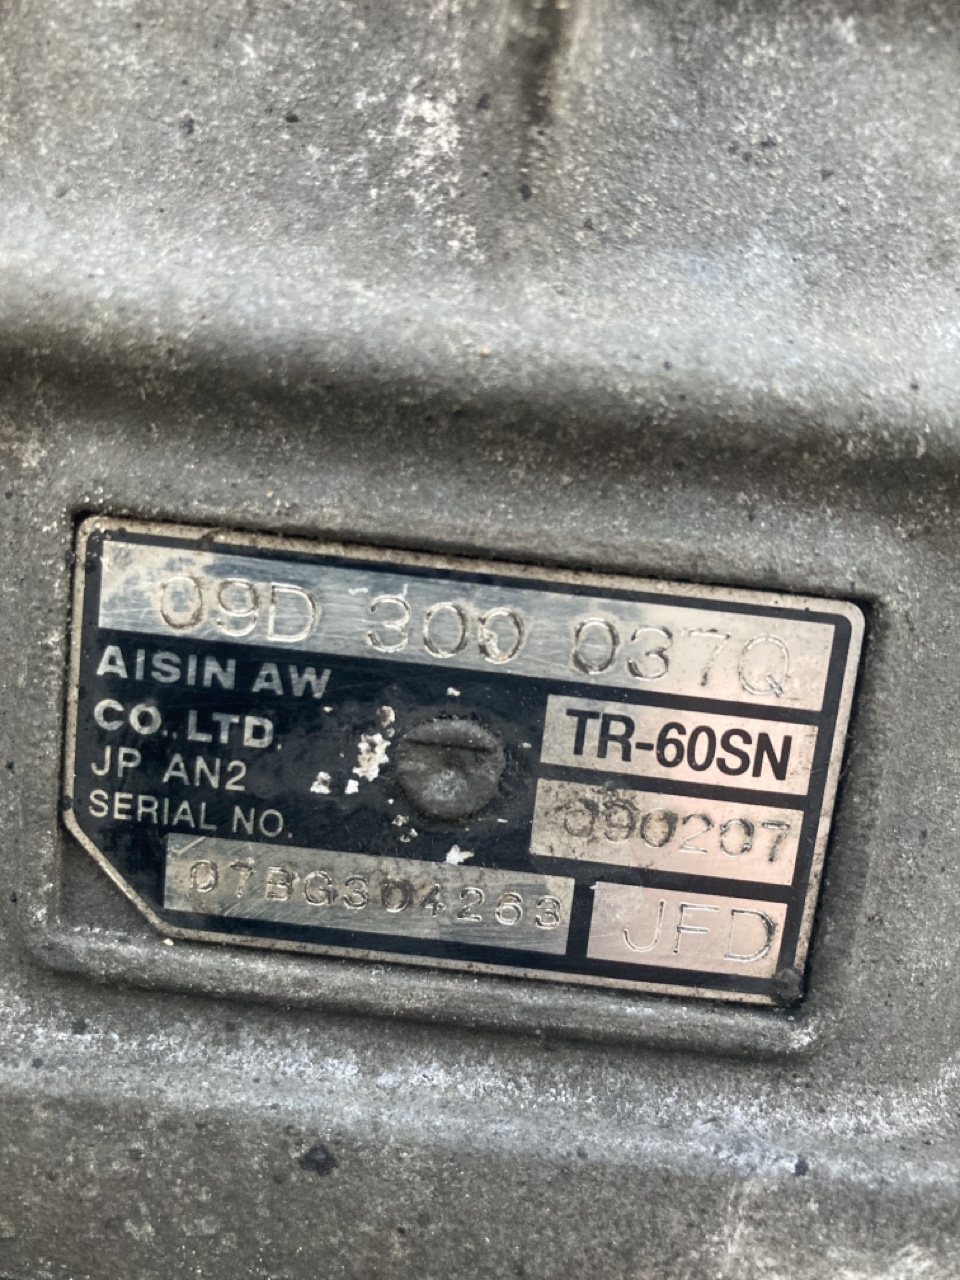 09D 300 037Q
AISIN AW
CO., LTD.
JP AN2
SERIAL NO.
07BG3D4263
TR-60SN
090207
JFD